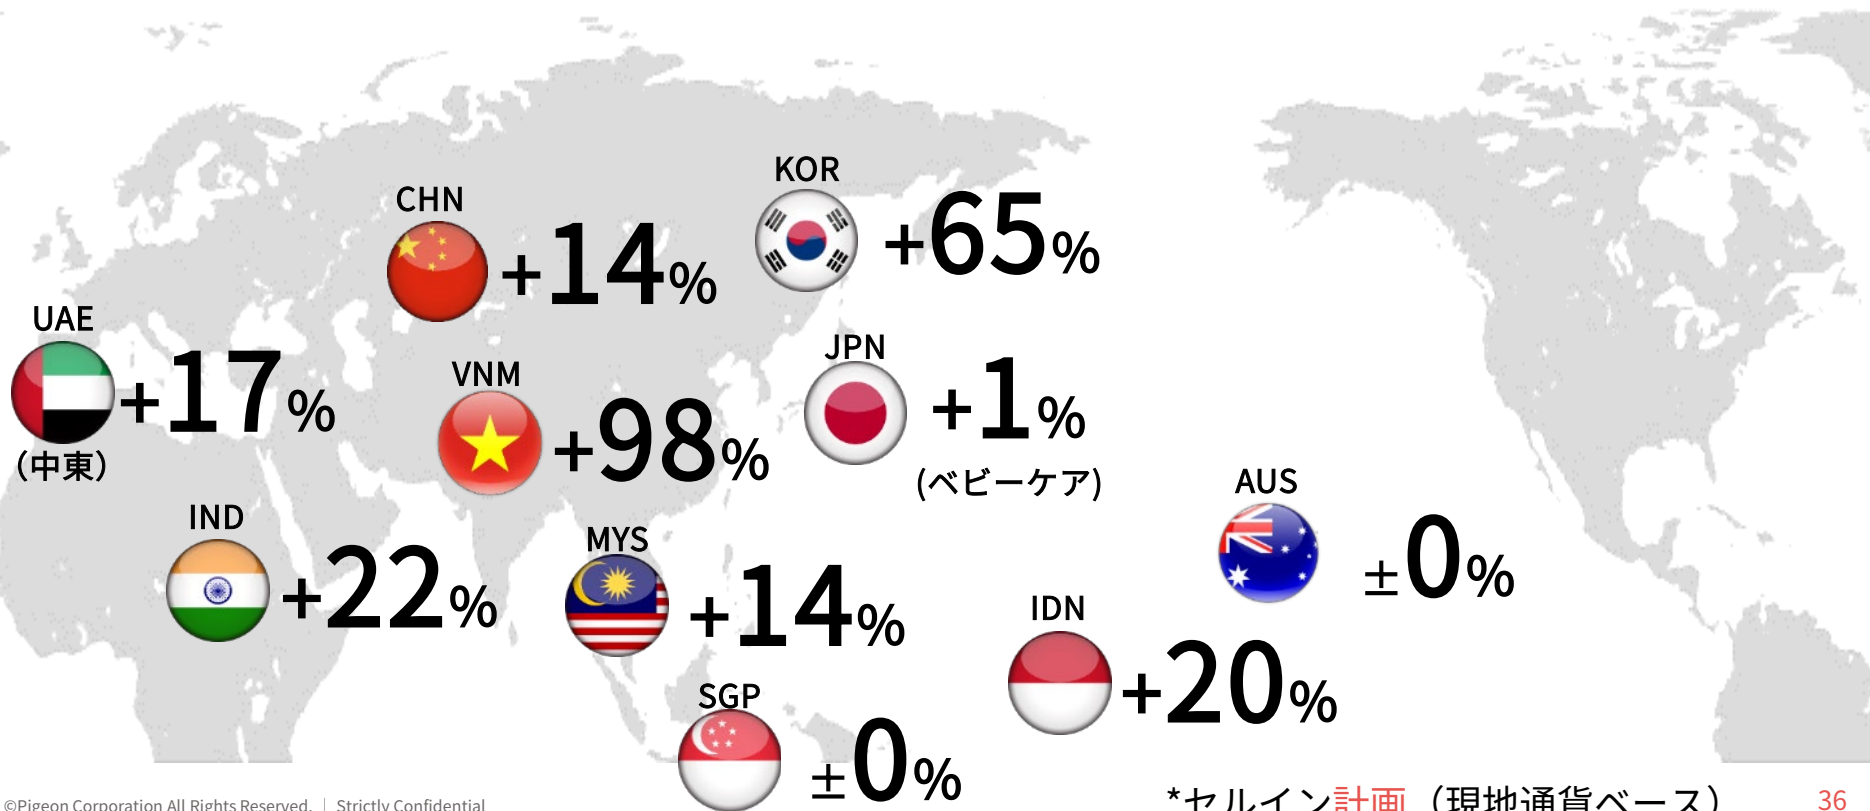 KOR
+65%
CHN
+14%
UAE
+17%
(中東)
VNM
+98%
JPN
+1%
(ベビーケア)
IND
+22%
MYS
+14%
AUS
±0%
IDN
+20%
SGP
±0%
*セルイン計画（現地通貨ベース）
©Pigeon Corporation All Rights Reserved. | Strictly Confidential
36